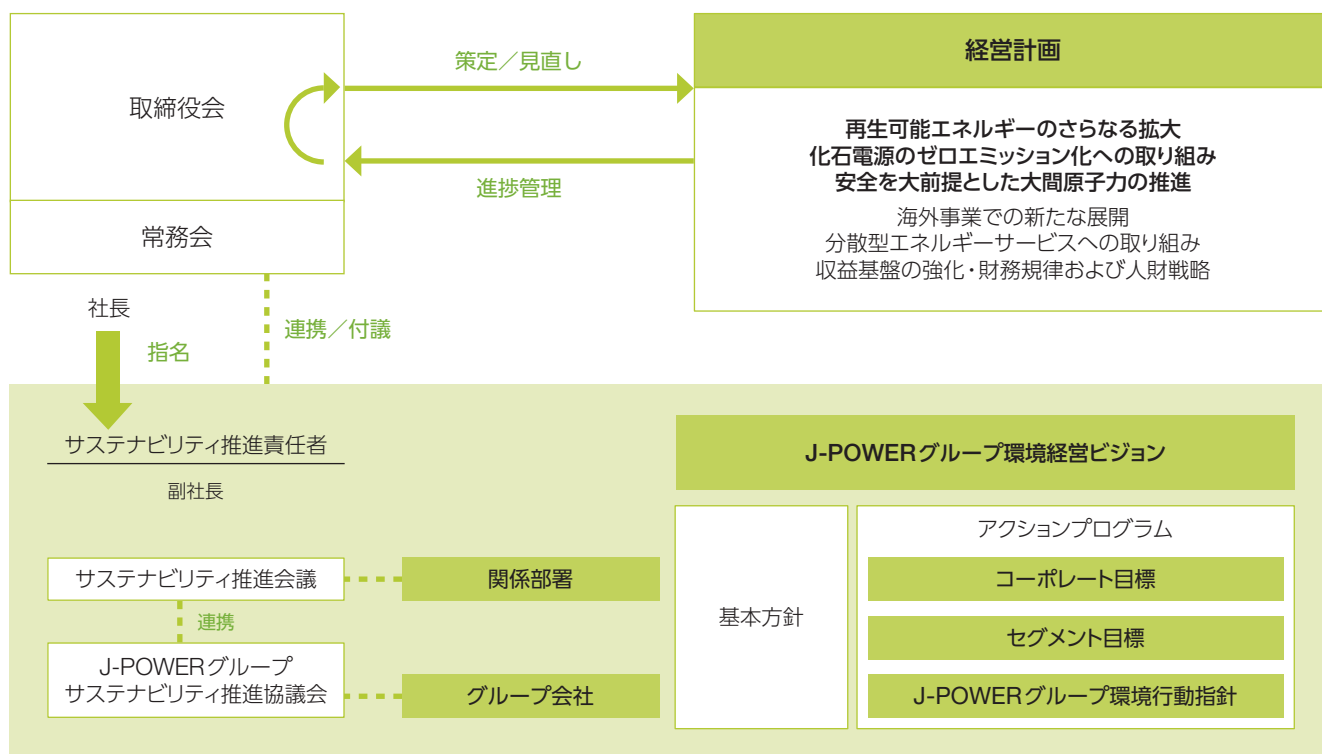 取締役会
常務会
策定／見直し
進捗管理
経営計画
再生可能エネルギーのさらなる拡大
化石電源のゼロエミッション化への取り組み
安全を大前提とした大間原子力の推進
海外事業での新たな展開
分散型エネルギーサービスへの取り組み
収益基盤の強化・財務規律および人財戦略
社長
指名
連携／付議
サステナビリティ推進責任者
副社長
サステナビリティ推進会議
関係部署
連携
J-POWERグループ
サステナビリティ推進協議会
グループ会社
J-POWERグループ環境経営ビジョン
基本方針
アクションプログラム
コーポレート目標
セグメント目標
J-POWERグループ環境行動指針